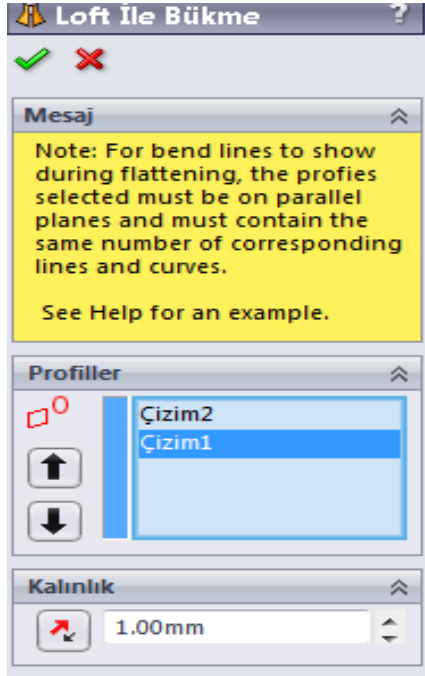 Loft İle Bükme ?
Mesaj
Note: For bend lines to show
during flattening, the profies
selected must be on parallel
planes and must contain the
same number of corresponding
lines and curves.
See Help for an example.
Profiller
Çizim2
Çizim1
Kalınlık
1.00mm